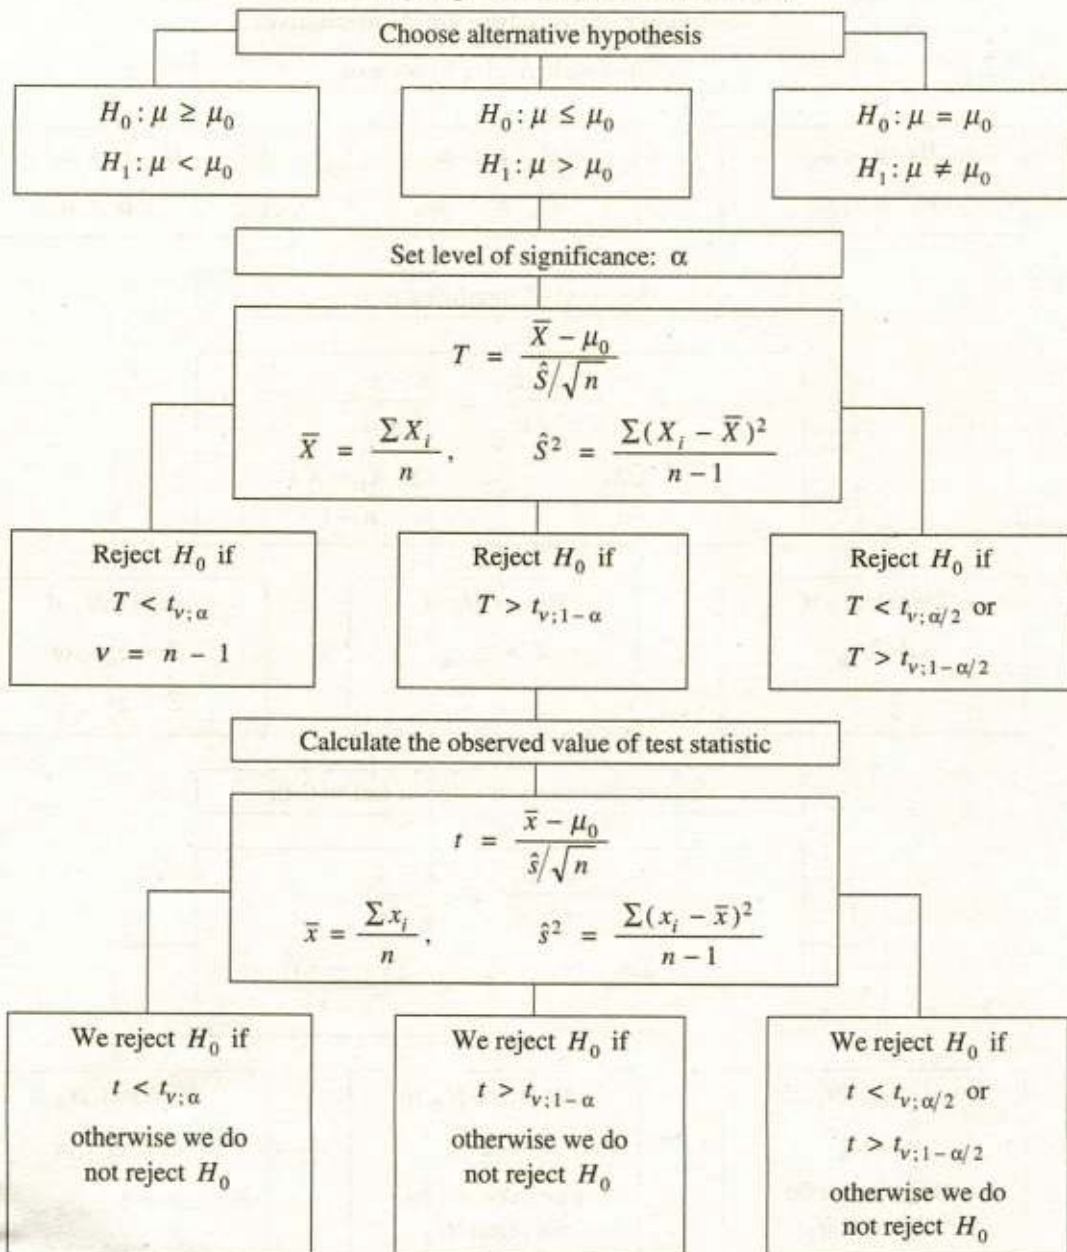 Choose alternative hypothesis
H₀: μ ≥ μ₀
H₁: μ < μ₀
H₀: μ ≤ μ₀
H₁: μ > μ₀
H₀: μ = μ₀
H₁: μ ≠ μ₀
Set level of significance: α
T = (X̄ − μ₀) / (Ŝ/√n)
X̄ = ΣXᵢ / n , Ŝ² = Σ(Xᵢ − X̄)² / (n − 1)
Reject H₀ if
T < t_{ν;α}
ν = n − 1
Reject H₀ if
T > t_{ν;1−α}
Reject H₀ if
T < t_{ν;α/2} or
T > t_{ν;1−α/2}
Calculate the observed value of test statistic
t = (x̄ − μ₀) / (ŝ/√n)
x̄ = Σxᵢ / n , ŝ² = Σ(xᵢ − x̄)² / (n − 1)
We reject H₀ if
t < t_{ν;α}
otherwise we do
not reject H₀
We reject H₀ if
t > t_{ν;1−α}
otherwise we do
not reject H₀
We reject H₀ if
t < t_{ν;α/2} or
t > t_{ν;1−α/2}
otherwise we do
not reject H₀